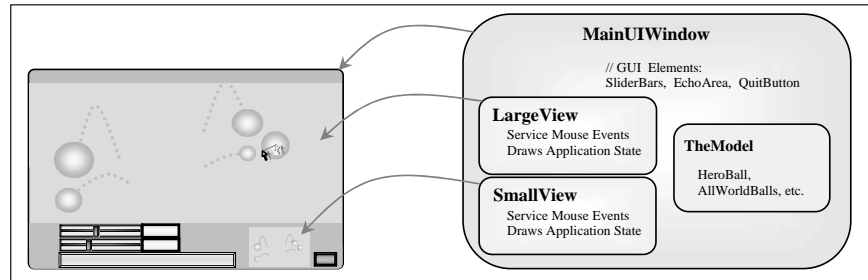 MainUIWindow
// GUI Elements:
SliderBars, EchoArea, QuitButton
LargeView
Service Mouse Events
Draws Application State
TheModel
HeroBall,
AllWorldBalls, etc.
SmallView
Service Mouse Events
Draws Application State